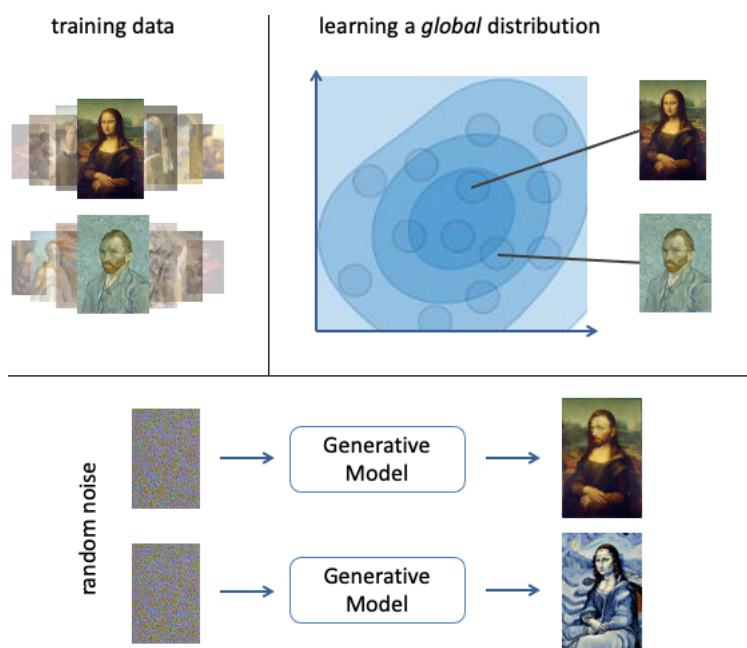 training data
learning a global distribution
random noise
Generative
Model
Generative
Model